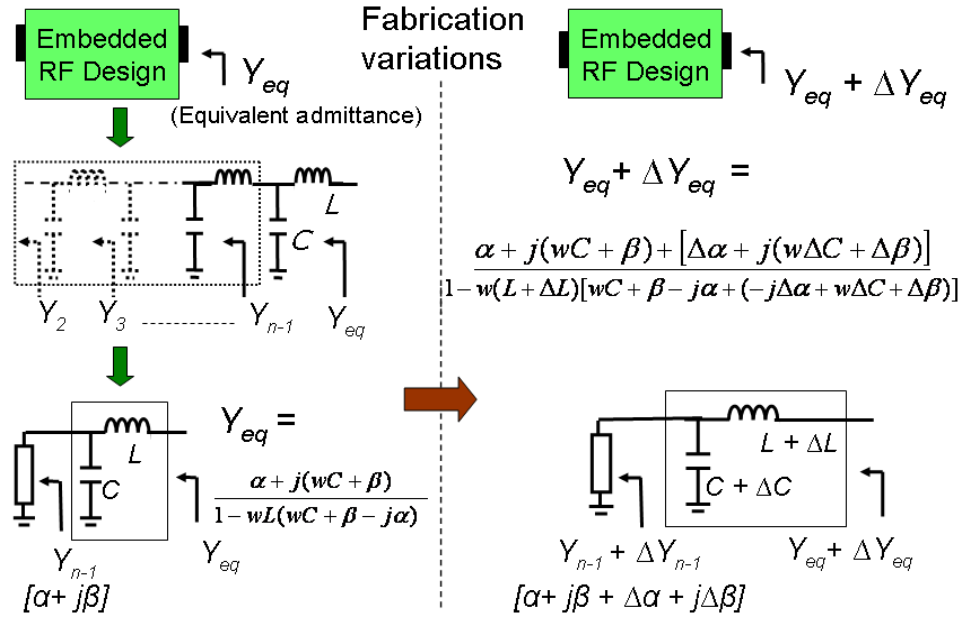 Embedded
RF Design
Y_eq
(Equivalent admittance)
L
C
Y_2 Y_3 ---------- Y_n-1 Y_eq
Y_eq =
α + j(wC + β)
1 − wL(wC + β − jα)
L
C
Y_n-1
Y_eq
[α+ jβ]
Fabrication
variations
Embedded
RF Design
Y_eq + ΔY_eq
Y_eq + ΔY_eq =
α + j(wC + β) + [Δα + j(wΔC + Δβ)]
1 − w(L + ΔL)[wC + β − jα + (−jΔα + wΔC + Δβ)]
L + ΔL
C + ΔC
Y_n-1 + ΔY_n-1
Y_eq + ΔY_eq
[α+ jβ + Δα + jΔβ]